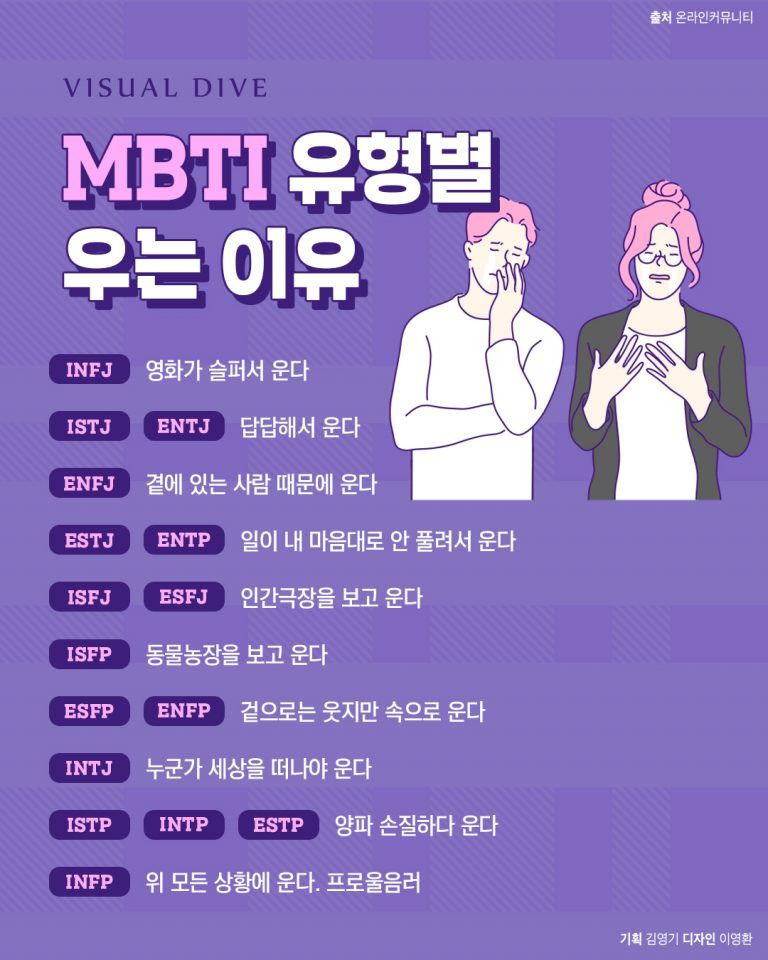 출처 온라인커뮤니티
VISUAL DIVE
MBTI 유형별
우는 이유
INFJ 영화가 슬퍼서 운다
ISTJ ENTJ 답답해서 운다
ENFJ 곁에 있는 사람 때문에 운다
ESTJ ENTP 일이 내 마음대로 안 풀려서 운다
ISFJ ESFJ 인간극장을 보고 운다
ISFP 동물농장을 보고 운다
ESFP ENFP 겉으로는 웃지만 속으로 운다
INTJ 누군가 세상을 떠나야 운다
ISTP INTP ESTP 양파 손질하다 운다
INFP 위 모든 상황에 운다. 프로울음러
기획 김영기 디자인 이영환